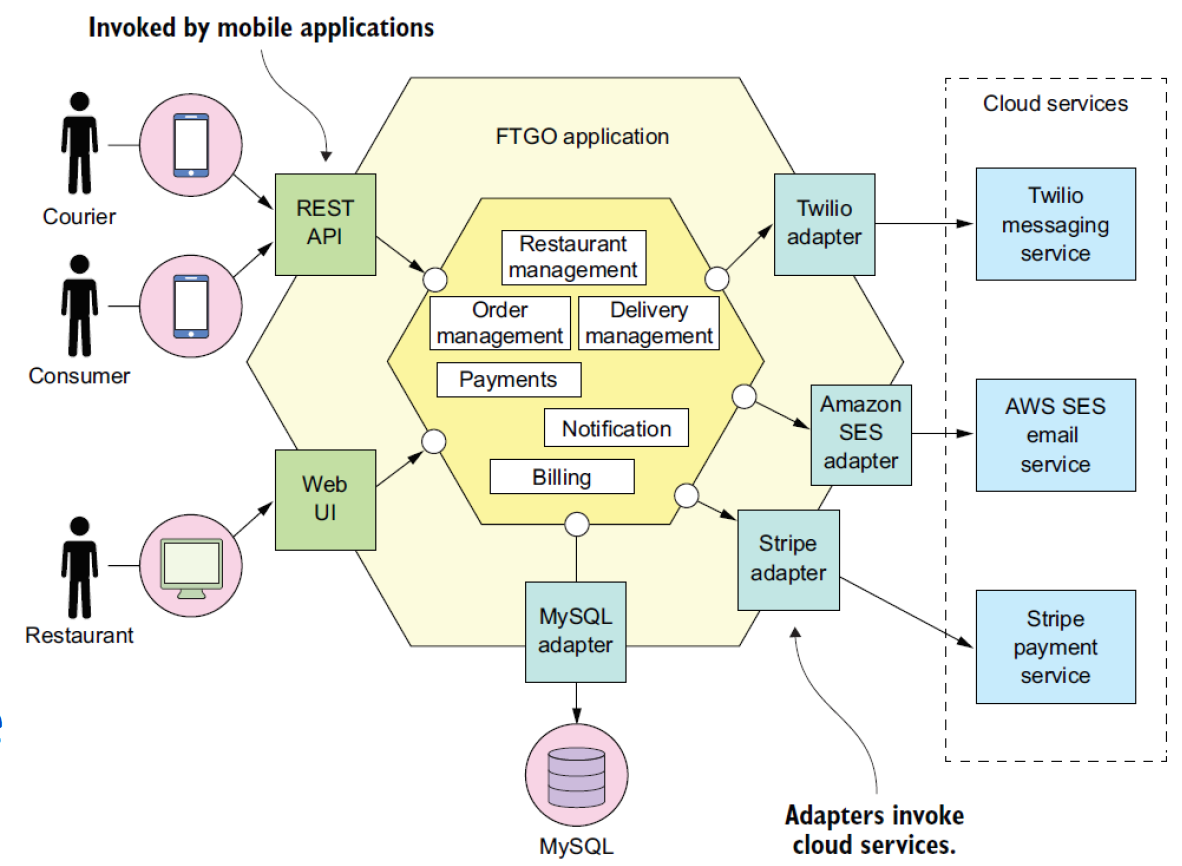 Invoked by mobile applications
Courier
Consumer
Restaurant
REST
API
Web
UI
FTGO application
Restaurant
management
Order
management
Delivery
management
Payments
Notification
Billing
Twilio
adapter
Amazon
SES
adapter
Stripe
adapter
MySQL
adapter
MySQL
Cloud services
Twilio
messaging
service
AWS SES
email
service
Stripe
payment
service
Adapters invoke
cloud services.